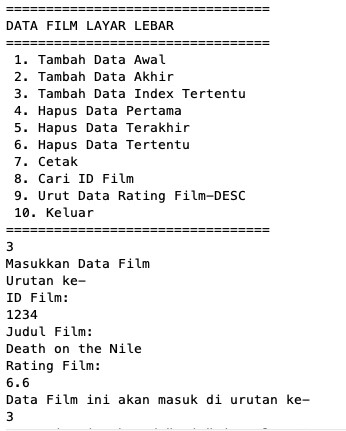 =================================
DATA FILM LAYAR LEBAR
=================================
1. Tambah Data Awal
2. Tambah Data Akhir
3. Tambah Data Index Tertentu
4. Hapus Data Pertama
5. Hapus Data Terakhir
6. Hapus Data Tertentu
7. Cetak
8. Cari ID Film
9. Urut Data Rating Film-DESC
10. Keluar
=================================
3
Masukkan Data Film
Urutan ke-
ID Film:
1234
Judul Film:
Death on the Nile
Rating Film:
6.6
Data Film ini akan masuk di urutan ke-
3